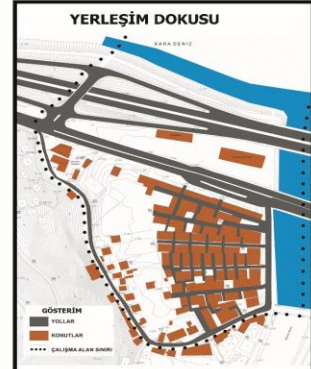 YERLEŞİM DOKUSU
KARA DENİZ
GÖSTERİM
YOLLAR
KONUTLAR
ÇALIŞMA ALAN SINIRI